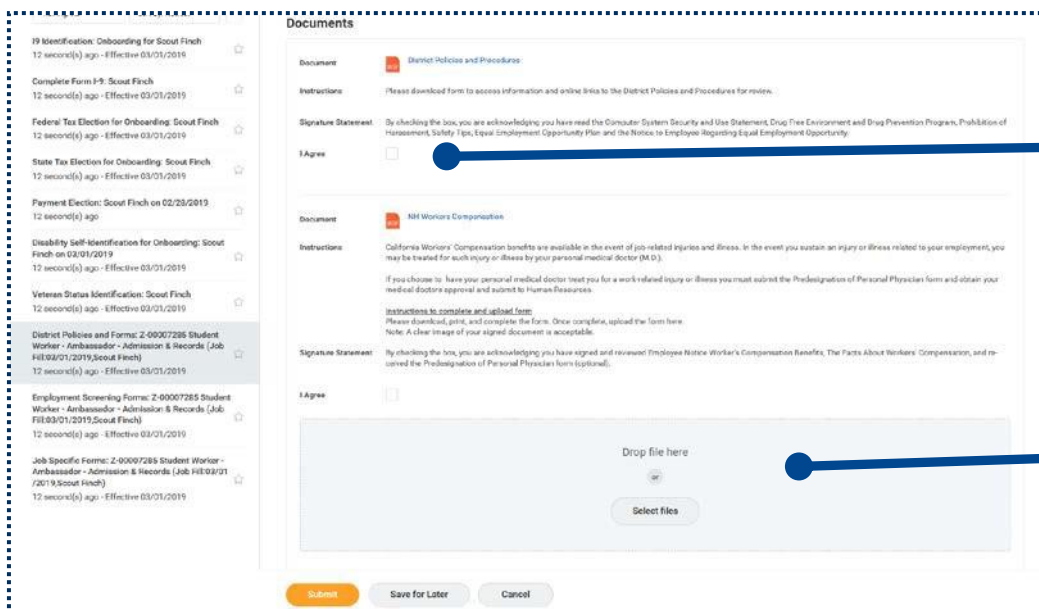 I9 Identification: Onboarding for Scout Finch
12 second(s) ago - Effective 03/01/2019
Complete Form I-9: Scout Finch
12 second(s) ago - Effective 03/01/2019
Federal Tax Election for Onboarding: Scout Finch
12 second(s) ago - Effective 03/01/2019
State Tax Election for Onboarding: Scout Finch
12 second(s) ago - Effective 03/01/2019
Payment Election: Scout Finch on 02/28/2019
12 second(s) ago
Disability Self-Identification for Onboarding: Scout
Finch on 03/01/2019
12 second(s) ago - Effective 03/01/2019
Veteran Status Identification: Scout Finch
12 second(s) ago - Effective 03/01/2019
District Policies and Forms: Z-00007285 Student
Worker - Ambassador - Admission & Records (Job
Fill:03/01/2019,Scout Finch)
12 second(s) ago - Effective 03/01/2019
Employment Screening Forms: Z-00007285 Student
Worker - Ambassador - Admission & Records (Job
Fill:03/01/2019,Scout Finch)
12 second(s) ago - Effective 03/01/2019
Job Specific Forms: Z-00007285 Student Worker -
Ambassador - Admission & Records (Job Fill:03/01
/2019,Scout Finch)
12 second(s) ago - Effective 03/01/2019
Documents
Document District Policies and Procedures
Instructions Please download form to access information and online links to the District Policies and Procedures for review.
Signature Statement By checking the box, you are acknowledging you have read the Computer System Security and Use Statement, Drug Free Environment and Drug Prevention Program, Prohibition of
Harassment, Safety Tips, Equal Employment Opportunity Plan and the Notice to Employee Regarding Equal Employment Opportunity.
I Agree
Document NH Workers Compensation
Instructions California Workers' Compensation benefits are available in the event of job-related injuries and illness. In the event you sustain an injury or illness related to your employment, you
may be treated for such injury or illness by your personal medical doctor (M.D.).
If you choose to have your personal medical doctor treat you for a work related injury or illness you must submit the Predesignation of Personal Physician form and obtain your
medical doctors approval and submit to Human Resources.
Instructions to complete and upload form
Please download, print, and complete the form. Once complete, upload the form here.
Note: A clear image of your signed document is acceptable.
Signature Statement By checking the box, you are acknowledging you have signed and reviewed Employee Notice Worker's Compensation Benefits, The Facts About Workers' Compensation, and re-
ceived the Predesignation of Personal Physician form (optional).
I Agree
Drop file here
or
Select files
Submit Save for Later Cancel